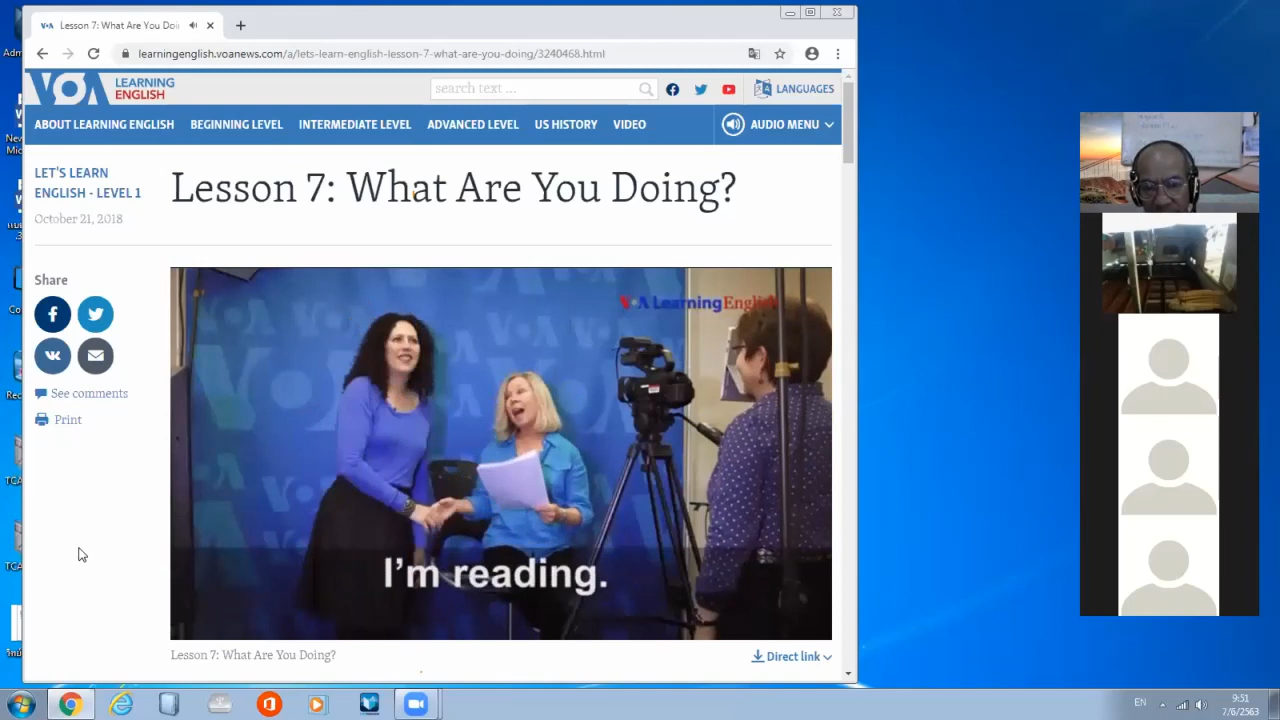 Lesson 7: What Are You Doi
learningenglish.voanews.com/a/lets-learn-english-lesson-7-what-are-you-doing/3240468.html
VOA LEARNING ENGLISH
search text ...
LANGUAGES
ABOUT LEARNING ENGLISH BEGINNING LEVEL INTERMEDIATE LEVEL ADVANCED LEVEL US HISTORY VIDEO AUDIO MENU
LET'S LEARN
ENGLISH - LEVEL 1
October 21, 2018
Lesson 7: What Are You Doing?
Share
See comments
Print
VOA Learning English
I'm reading.
Lesson 7: What Are You Doing?
Direct link
EN
9:51
7/6/2563